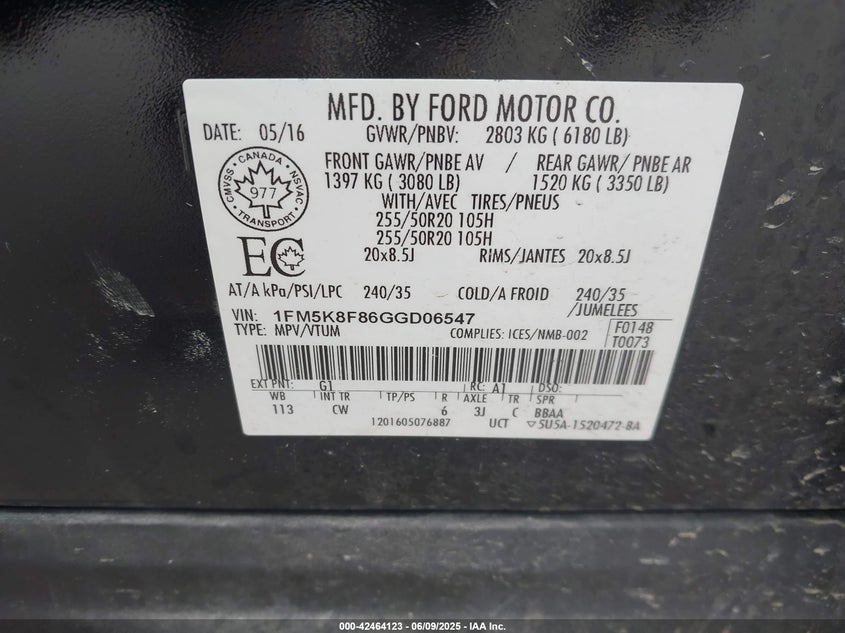 MFD. BY FORD MOTOR CO.
DATE: 05/16 GVWR/PNBV: 2803 KG ( 6180 LB)
FRONT GAWR/PNBE AV / REAR GAWR/ PNBE AR
1397 KG ( 3080 LB) 1520 KG ( 3350 LB)
WITH/AVEC TIRES/PNEUS
255/50R20 105H
255/50R20 105H
20x8.5J RIMS/JANTES 20x8.5J
CMVSS • CANADA • NSVAC • TRANSPORT •
977
EC
AT/A kPa/PSI/LPC 240/35 COLD/A FROID 240/35
/JUMELEES
VIN: 1FM5K8F86GGD06547
TYPE: MPV/VTUM COMPLIES: ICES/NMB-002
F0148
T0073
EXT PNT: G1 RC: A1 DSO:
WB INT TR TP/PS R AXLE TR SPR
113 CW 6 3J C BBAA
1201605076887 UCT ▽5U5A-1520472-BA
000-42464123 - 06/09/2025 - IAA Inc.